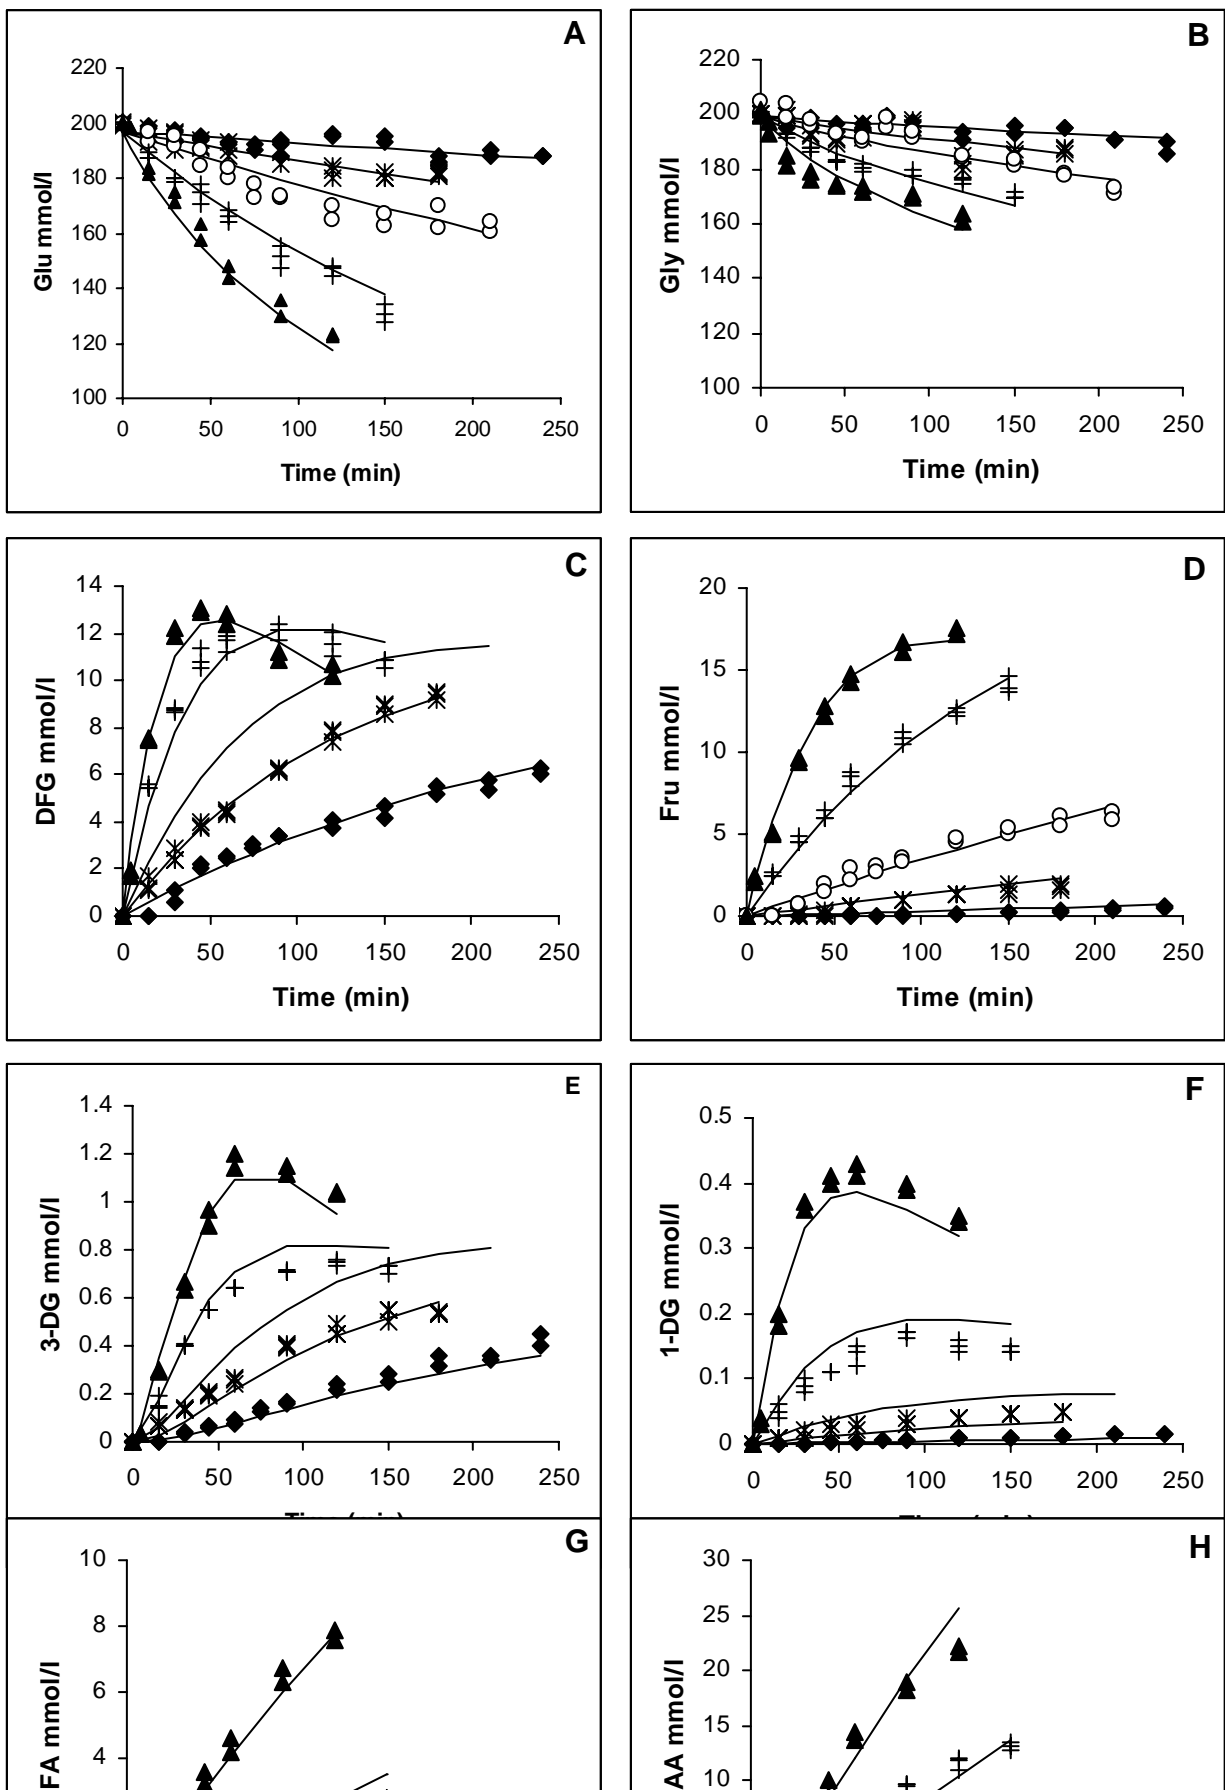 A
220
200
180
160
140
120
100
Glu mmol/l
0 50 100 150 200 250
Time (min)
B
220
200
180
160
140
120
100
Gly mmol/l
0 50 100 150 200 250
Time (min)
C
14
12
10
8
6
4
2
0
DFG mmol/l
0 50 100 150 200 250
Time (min)
D
20
15
10
5
0
Fru mmol/l
0 50 100 150 200 250
Time (min)
E
1.4
1.2
1
0.8
0.6
0.4
0.2
0
3-DG mmol/l
0 50 100 150 200 250
F
0.5
0.4
0.3
0.2
0.1
0
1-DG mmol/l
0 50 100 150 200 250
G
10
8
6
4
FA mmol/l
H
30
25
20
15
10
AA mmol/l